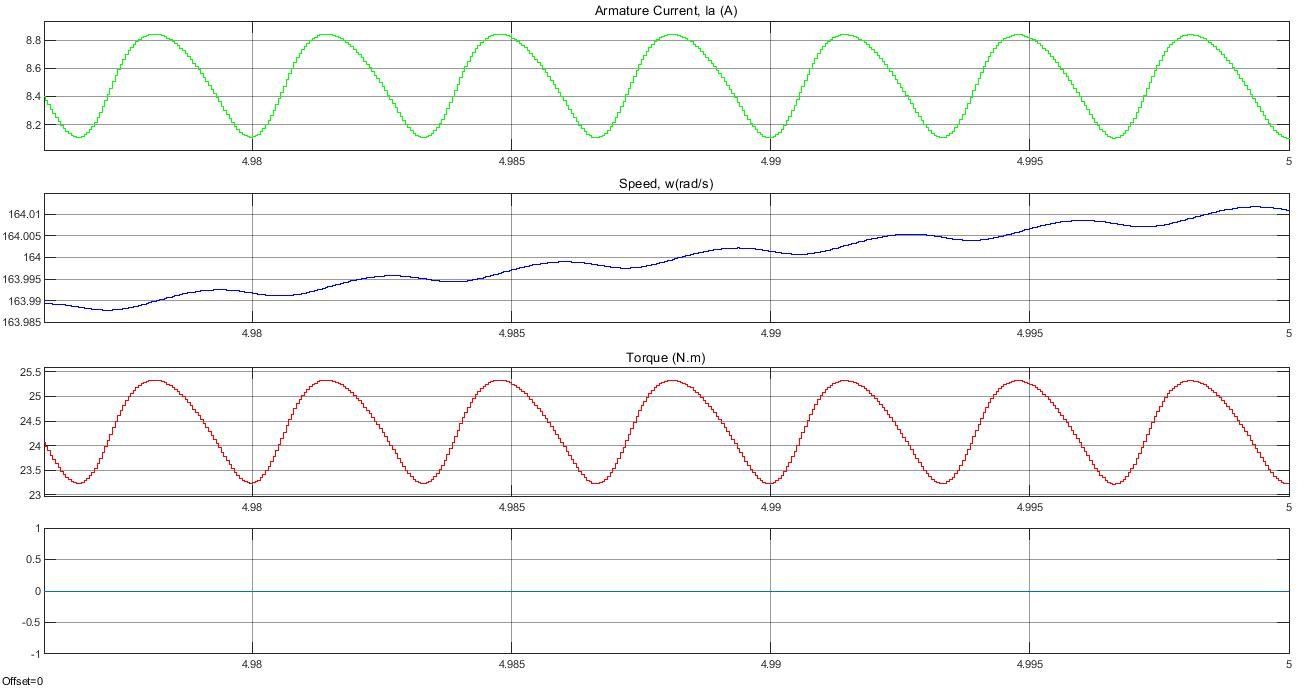 Armature Current, Ia (A)
8.8
8.6
8.4
8.2
4.98 4.985 4.99 4.995 5
Speed, w(rad/s)
164.01
164.005
164
163.995
163.99
163.985
4.98 4.985 4.99 4.995 5
Torque (N.m)
25.5
25
24.5
24
23.5
23
4.98 4.985 4.99 4.995 5
1
0.5
0
-0.5
-1
4.98 4.985 4.99 4.995 5
Offset=0